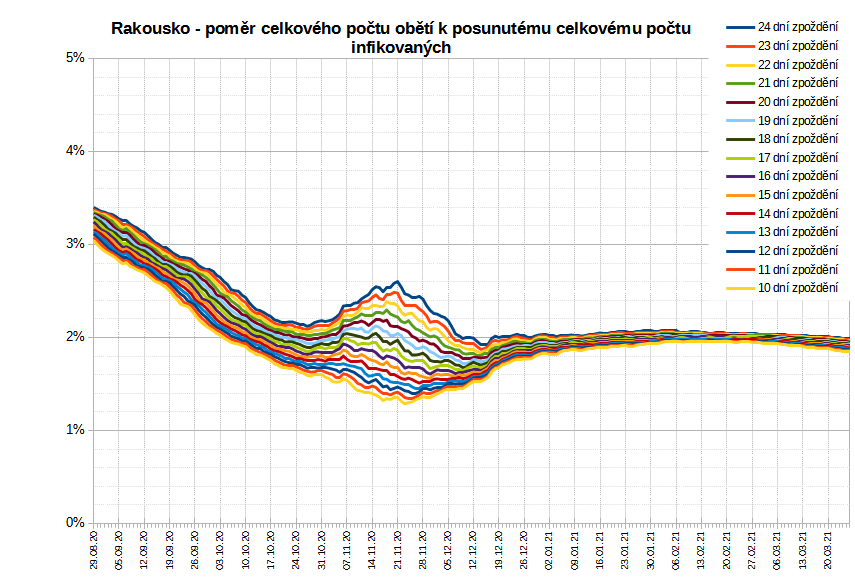 Rakousko - poměr celkového počtu obětí k posunutému celkovému počtu
infikovaných
24 dní zpoždění
23 dní zpoždění
22 dní zpoždění
21 dní zpoždění
20 dní zpoždění
19 dní zpoždění
18 dní zpoždění
17 dní zpoždění
16 dní zpoždění
15 dní zpoždění
14 dní zpoždění
13 dní zpoždění
12 dní zpoždění
11 dní zpoždění
10 dní zpoždění
5%
4%
3%
2%
1%
0%
29.08.20
05.09.20
12.09.20
19.09.20
26.09.20
03.10.20
10.10.20
17.10.20
24.10.20
31.10.20
07.11.20
14.11.20
21.11.20
28.11.20
05.12.20
12.12.20
19.12.20
26.12.20
02.01.21
09.01.21
16.01.21
23.01.21
30.01.21
06.02.21
13.02.21
20.02.21
27.02.21
06.03.21
13.03.21
20.03.21